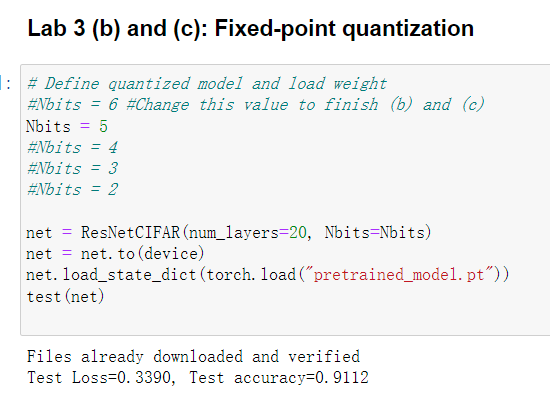 Lab 3 (b) and (c): Fixed-point quantization
]: # Define quantized model and load weight
#Nbits = 6 #Change this value to finish (b) and (c)
Nbits = 5
#Nbits = 4
#Nbits = 3
#Nbits = 2
net = ResNetCIFAR(num_layers=20, Nbits=Nbits)
net = net.to(device)
net.load_state_dict(torch.load("pretrained_model.pt"))
test(net)
Files already downloaded and verified
Test Loss=0.3390, Test accuracy=0.9112